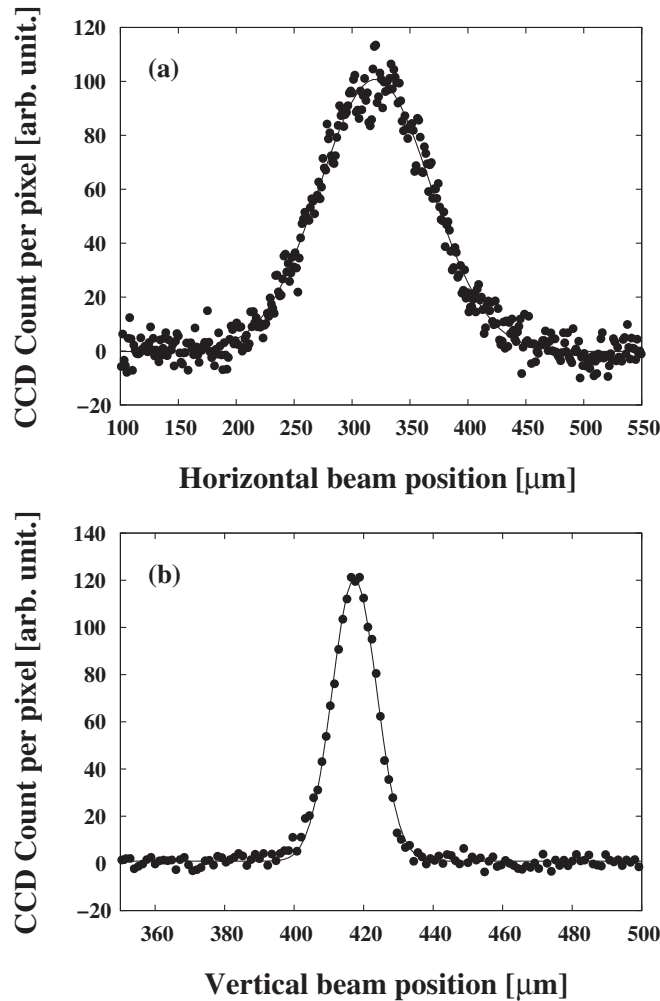 120
100
80
60
40
20
0
−20
(a)
CCD Count per pixel [arb. unit.]
100 150 200 250 300 350 400 450 500 550
Horizontal beam position [μm]
140
120
100
80
60
40
20
0
−20
(b)
CCD Count per pixel [arb. unit.]
360 380 400 420 440 460 480 500
Vertical beam position [μm]